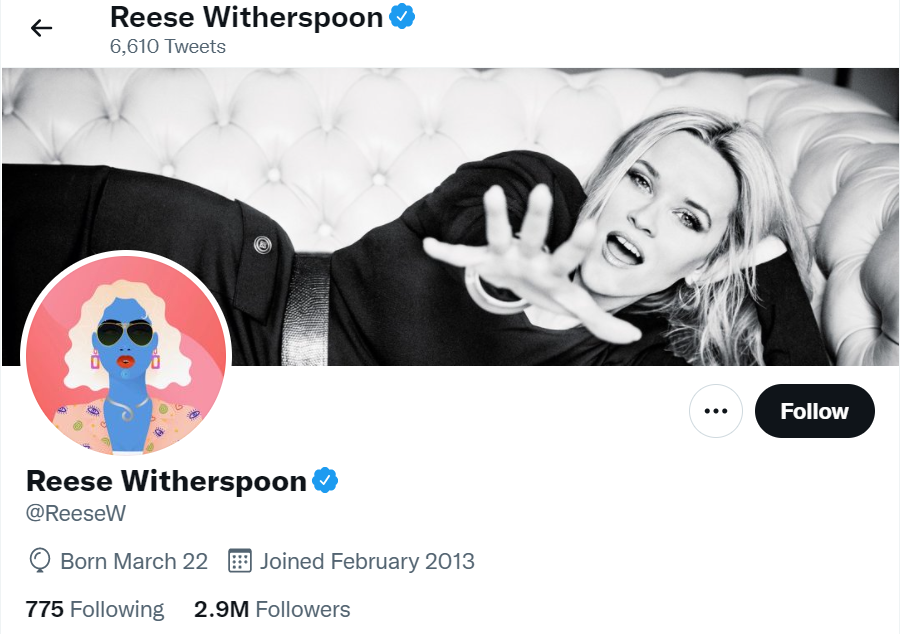 Reese Witherspoon
6,610 Tweets
Follow
Reese Witherspoon
@ReeseW
Born March 22 Joined February 2013
775 Following 2.9M Followers